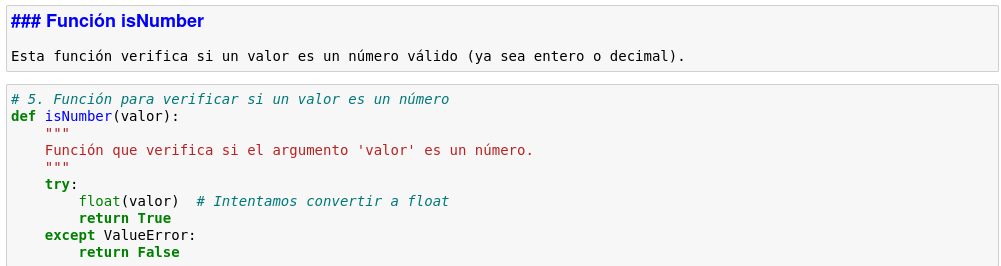 ### Función isNumber
Esta función verifica si un valor es un número válido (ya sea entero o decimal).
# 5. Función para verificar si un valor es un número
def isNumber(valor):
    """
    Función que verifica si el argumento 'valor' es un número.
    """
    try:
        float(valor)  # Intentamos convertir a float
        return True
    except ValueError:
        return False